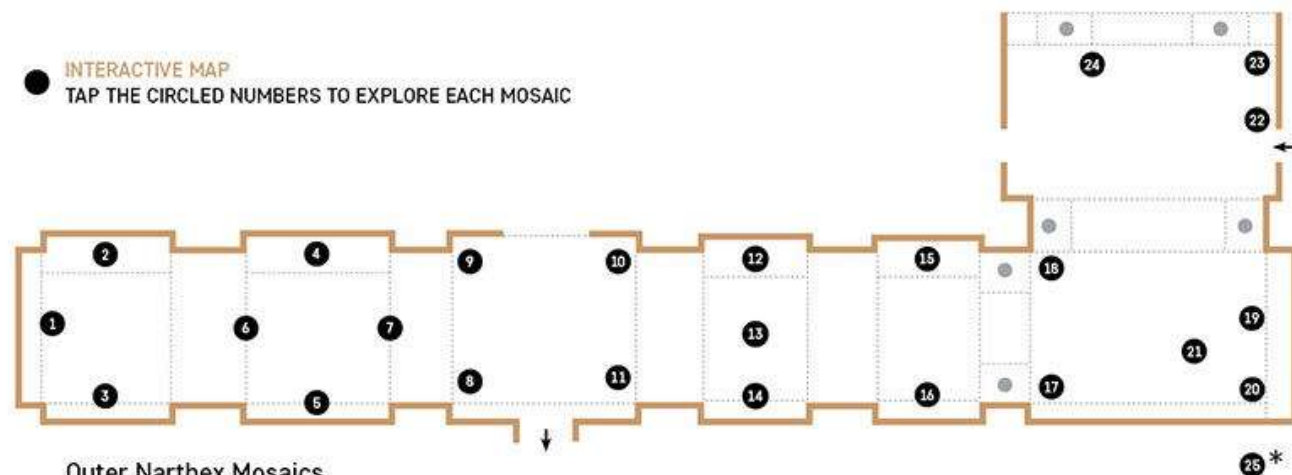 INTERACTIVE MAP
TAP THE CIRCLED NUMBERS TO EXPLORE EACH MOSAIC
24 23
22
2 4 9 10 12 15 18
1 6 7 13 19
21
3 5 8 11 14 16 17 20
Outer Narthex Mosaics
25 *